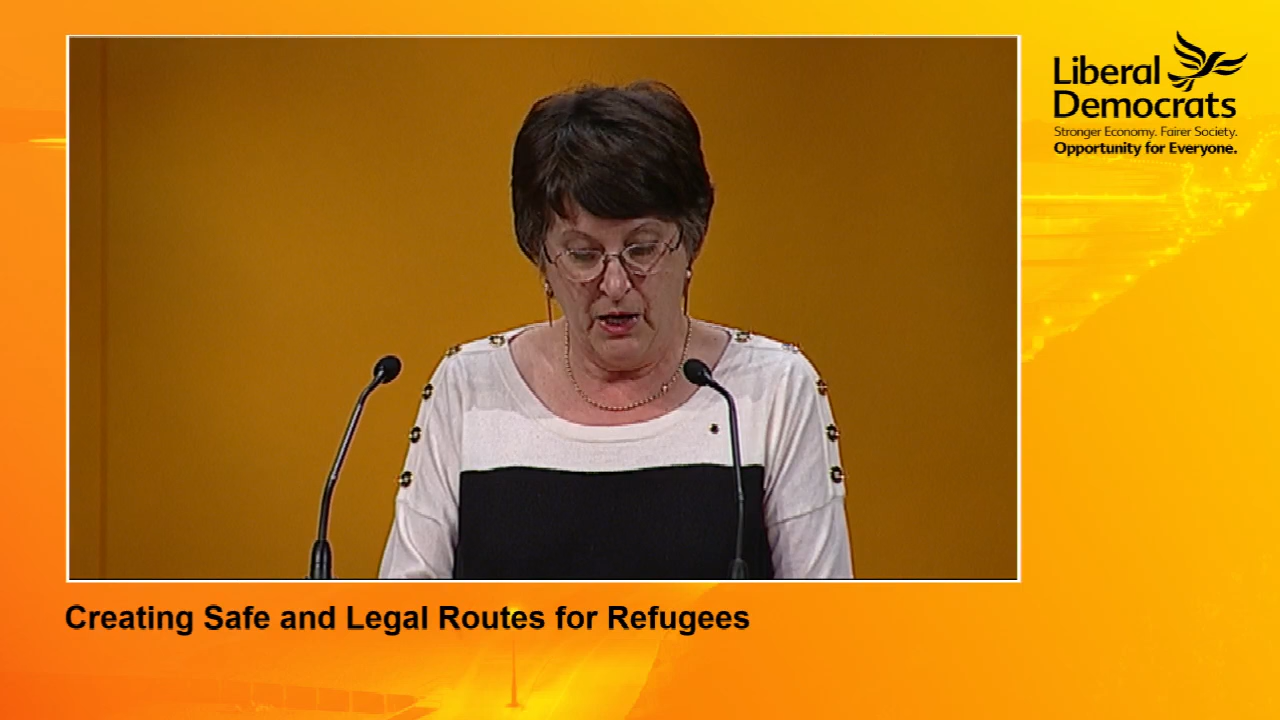 Liberal
Democrats
Stronger Economy. Fairer Society.
Opportunity for Everyone.
Creating Safe and Legal Routes for Refugees